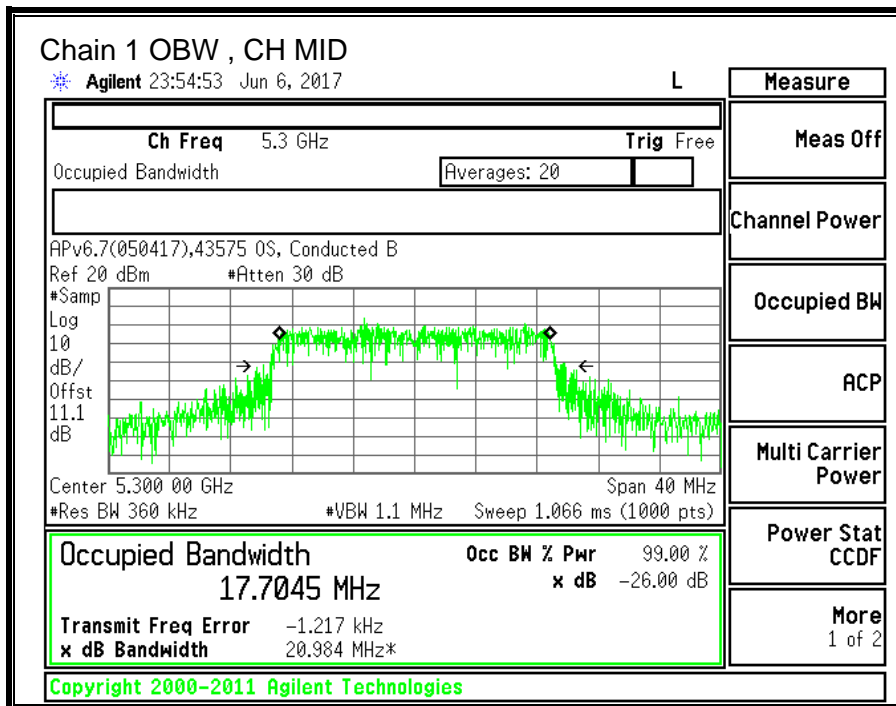 Chain 1 OBW , CH MID
Agilent 23:54:53 Jun 6, 2017 L
Measure
Ch Freq 5.3 GHz Trig Free
Occupied Bandwidth Averages: 20
APv6.7(050417),43575 OS, Conducted B
Ref 20 dBm #Atten 30 dB
#Samp
Log
10
dB/
Offst
11.1
dB
Center 5.300 00 GHz Span 40 MHz
#Res BW 360 kHz #VBW 1.1 MHz Sweep 1.066 ms (1000 pts)
Occupied Bandwidth
17.7045 MHz
Occ BW % Pwr 99.00 %
x dB -26.00 dB
Transmit Freq Error -1.217 kHz
x dB Bandwidth 20.984 MHz*
Meas Off
Channel Power
Occupied BW
ACP
Multi Carrier
Power
Power Stat
CCDF
More
1 of 2
Copyright 2000-2011 Agilent Technologies